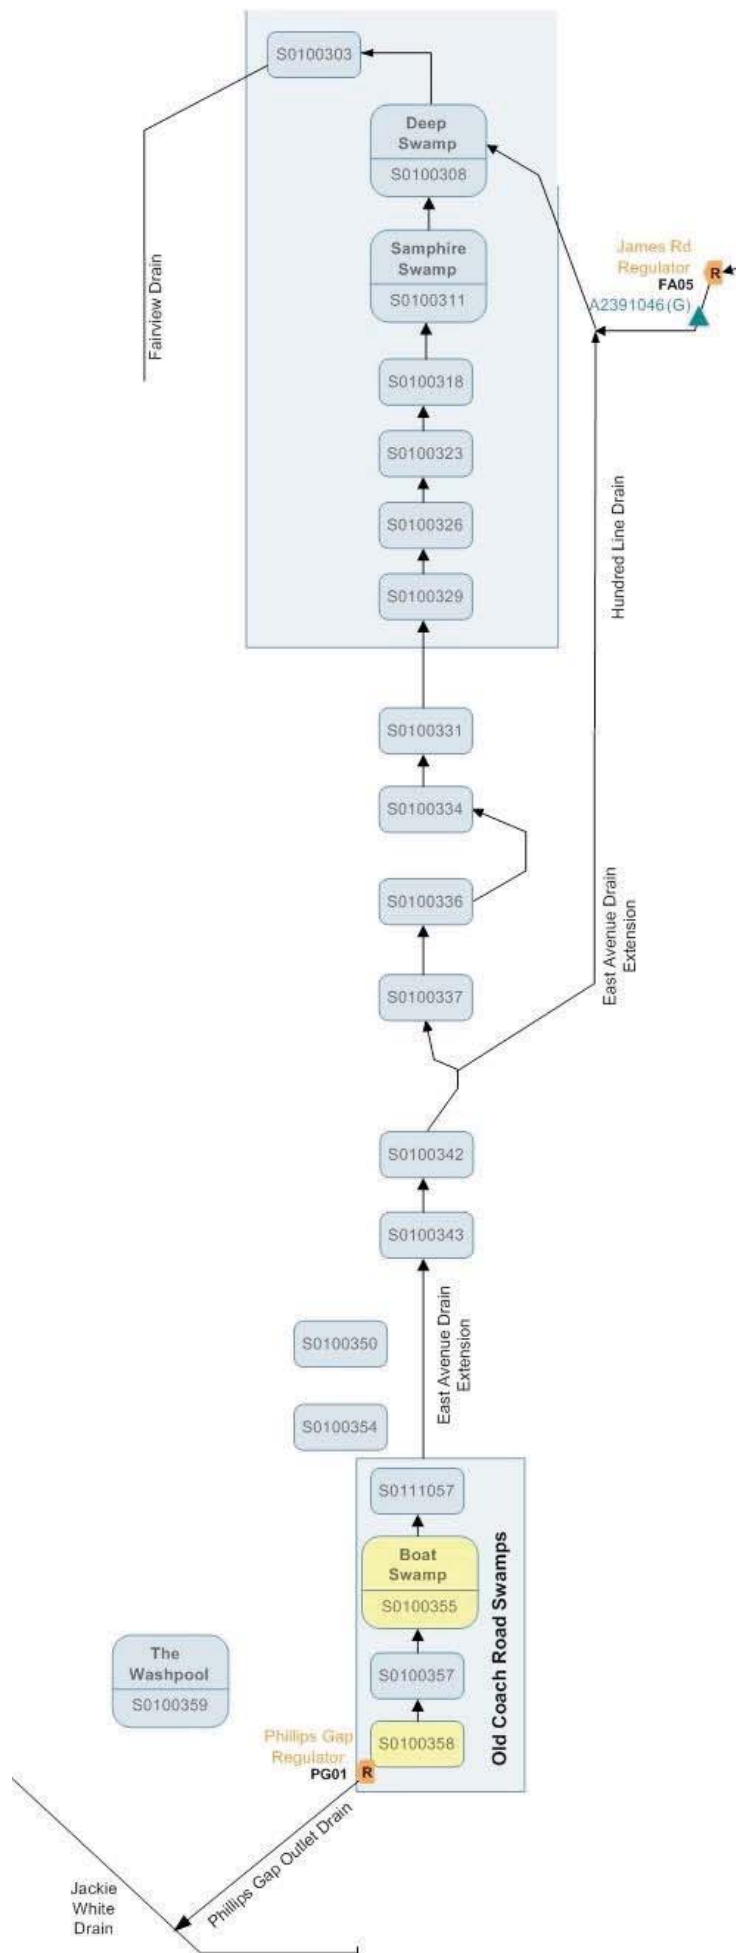 S0100303
Deep
Swamp
S0100308
Samphire
Swamp
S0100311
James Rd
Regulator
FA05
R
A2391046(G)
Fairview Drain
S0100318
S0100323
S0100326
S0100329
Hundred Line Drain
S0100331
S0100334
S0100336
S0100337
East Avenue Drain
Extension
S0100342
S0100343
East Avenue Drain
Extension
S0100350
S0100354
S0111057
Boat
Swamp
S0100355
S0100357
S0100358
Old Coach Road Swamps
The
Washpool
S0100359
Phillips Gap
Regulator
PG01
R
Phillips Gap Outlet Drain
Jackie
White
Drain